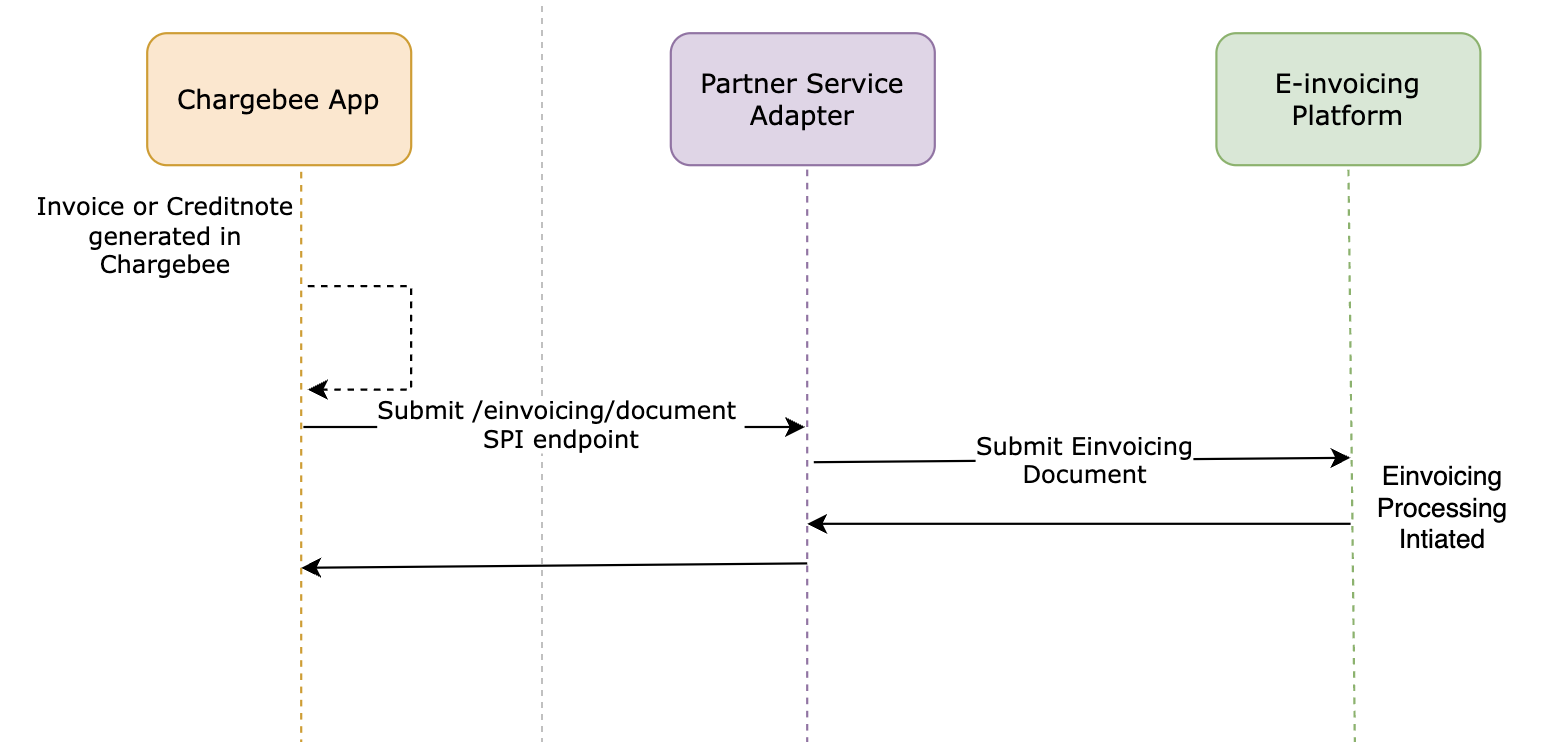 Chargebee App
Partner Service
Adapter
E-invoicing
Platform
Invoice or Creditnote
generated in
Chargebee
Submit /einvoicing/document
SPI endpoint
Submit Einvoicing
Document
Einvoicing
Processing
Intiated